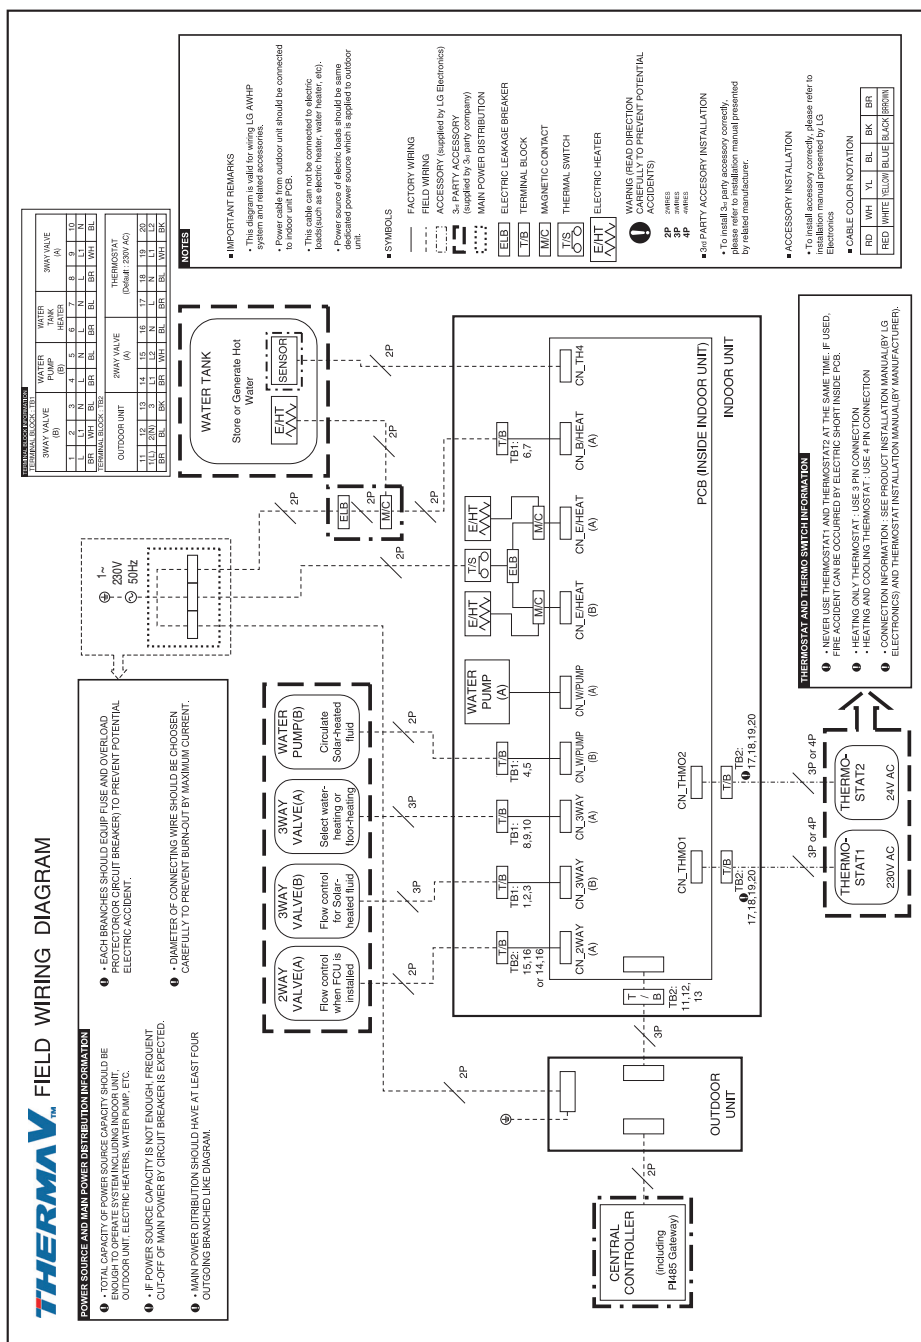 THERMAV™ FIELD WIRING DIAGRAM
POWER SOURCE AND MAIN POWER DISTRIBUTION INFORMATION
• TOTAL CAPACITY OF POWER SOURCE CAPACITY SHOULD BE
ENOUGH TO OPERATE SYSTEM INCLUDING INDOOR UNIT,
OUTDOOR UNIT, ELECTRIC HEATERS, WATER PUMP, ETC.
• IF POWER SOURCE CAPACITY IS NOT ENOUGH, FREQUENT
CUT-OFF OF MAIN POWER BY CIRCUIT BREAKER IS EXPECTED.
• MAIN POWER DITRIBUTION SHOULD HAVE AT LEAST FOUR
OUTGOING BRANCHED LIKE DIAGRAM.
• EACH BRANCHES SHOULD EQUIP FUSE AND OVERLOAD
PROTECTOR(OR CIRCUIT BREAKER) TO PREVENT POTENTIAL
ELECTRIC ACCIDENT.
• DIAMETER OF CONNECTING WIRE SHOULD BE CHOOSEN
CAREFULLY TO PREVENT BURN-OUT BY MAXIMUM CURRENT.
1~
230V
50Hz
TERMINAL BLOCK INFORMATION
TERMINAL BLOCK : TB1
3WAY VALVE (B) WATER PUMP (B) WATER TANK HEATER 3WAY VALVE (A)
1 2 3 4 5 6 7 8 9 10
L L1 N L N L N L L1 N
BR WH BL BR BL BR BL BR WH BL
TERMINAL BLOCK : TB2
OUTDOOR UNIT 2WAY VALVE (A) THERMOSTAT (Default : 230V AC)
11 12 13 14 15 16 17 18 19 20
1(L) 2(N) 3 L1 L2 N L N L1 L2
BR BL BK BR WH BL BR BL WH BK
2WAY VALVE(A)
Flow control when FCU is installed
3WAY VALVE(B)
Flow control for Solar-heated fluid
3WAY VALVE(A)
Select water-heating or floor-heating
WATER PUMP(B)
Circulate Solar-heated fluid
2P
3P
3P
2P
2P
2P
2P
2P
2P
2P
2P
ELB
M/C
WATER TANK
Store or Generate Hot Water
E/HT
SENSOR
T/B
TB2: 15,16 or 14,16
CN_2WAY (A)
T/B
TB1: 1,2,3
CN_3WAY (B)
T/B
TB1: 8,9,10
CN_3WAY (A)
T/B
TB1: 4,5
CN_W/PUMP (B)
WATER PUMP (A)
CN_W/PUMP (A)
E/HT
T/S
E/HT
M/C
ELB
M/C
CN_E/HEAT (B)
CN_E/HEAT (A)
T/B
TB1: 6,7
CN_B/HEAT (A)
CN_TH4
PCB (INSIDE INDOOR UNIT)
INDOOR UNIT
CENTRAL CONTROLLER
(including PI485 Gateway)
2P
OUTDOOR UNIT
3P
T / B
TB2: 11,12, 13
CN_THMO1
T/B
TB2: 17,18,19,20
CN_THMO2
T/B
TB2: 17,18,19,20
3P or 4P
3P or 4P
THERMO-STAT1
230V AC
THERMO-STAT2
24V AC
THERMOSTAT AND THERMO SWITCH INFORMATION
• NEVER USE THERMOSTAT1 AND THERMOSTAT2 AT THE SAME TIME. IF USED,
FIRE ACCIDENT CAN BE OCCURRED BY ELECTRIC SHORT INSIDE PCB.
• HEATING ONLY THERMOSTAT : USE 3 PIN CONNECTION
• HEATING AND COOLING THERMOSTAT : USE 4 PIN CONNECTION
• CONNECTION INFORMATION : SEE PRODUCT INSTALLATION MANUAL(BY LG
ELECTRONICS) AND THERMOSTAT INSTALLATION MANUAL(BY MANUFACTURER).
NOTES
IMPORTANT REMARKS
• This diagram is valid for wiring LG AWHP
system and related accessories.
• Power cable from outdoor unit should be connected
to indoor unit PCB.
• This cable can not be connected to electric
loads(such as electric heater, water heater, etc).
• Power source of electric loads should be same
dedicated power source which is applied to outdoor
unit.
SYMBOLS
FACTORY WIRING
FIELD WIRING
ACCESSORY (supplied by LG Electronics)
3rd PARTY ACCESSORY
(supplied by 3rd party company)
MAIN POWER DISTRIBUTION
ELB ELECTRIC LEAKAGE BREAKER
T/B TERMINAL BLOCK
M/C MAGNETIC CONTACT
T/S THERMAL SWITCH
E/HT ELECTRIC HEATER
WARNIG (READ DIRECTION
CAREFULLY TO PREVENT POTENTIAL
ACCIDENTS)
2P 2WIRES
3P 3WIRES
4P 4WIRES
3rd PARTY ACCESORY INSTALLATION
• To install 3rd party accessory correctly,
please refer to installation manual presented
by related manufacturer.
ACCESSORY INSTALLATION
• To install accessory correctly, please refer to
installation manual presented by LG
Electronics
CABLE COLOR NOTATION
RD WH YL BL BK BR
RED WHITE YELLOW BLUE BLACK BROWN